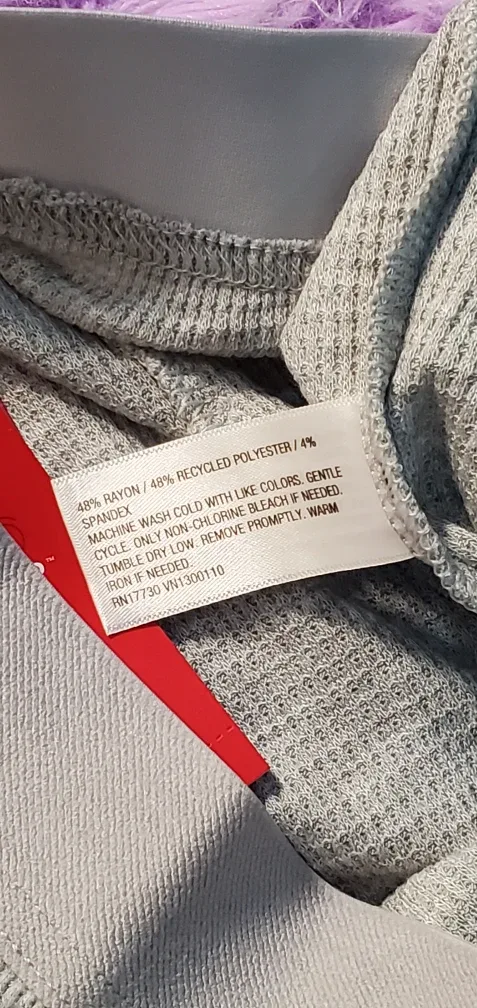 48% RAYON / 48% RECYCLED POLYESTER / 4%
SPANDEX
MACHINE WASH COLD WITH LIKE COLORS. GENTLE
CYCLE. ONLY NON-CHLORINE BLEACH IF NEEDED.
TUMBLE DRY LOW. REMOVE PROMPTLY. WARM
IRON IF NEEDED.
RN17730 VN1300110
™